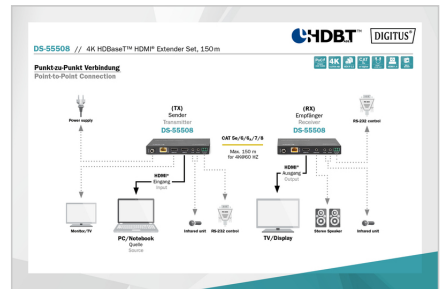 HDBT™ DIGITUS®
DS-55508 // 4K HDBaseT™ HDMI® Extender Set, 150m
Punkt-zu-Punkt Verbindung
Point-to-Point Connection
4K
(TX)
Sender
Transmitter
DS-55508
(RX)
Empfänger
Receiver
DS-55508
Power supply
RS-232 control
CAT 5e/6/6A/7/8
Max. 150 m
for 4K@60 HZ
HDMI®
Eingang
Input
HDMI®
Ausgang
Output
Monitor/TV
PC/Notebook
Quelle
Source
Infrared unit
RS-232 control
TV/Display
Stereo Speaker
Infrared unit